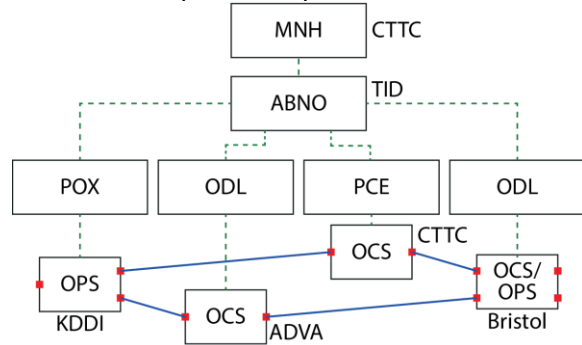 MNH
CTTC
ABNO
TID
POX
ODL
PCE
ODL
OPS
KDDI
OCS
ADVA
OCS
CTTC
OCS/
OPS
Bristol